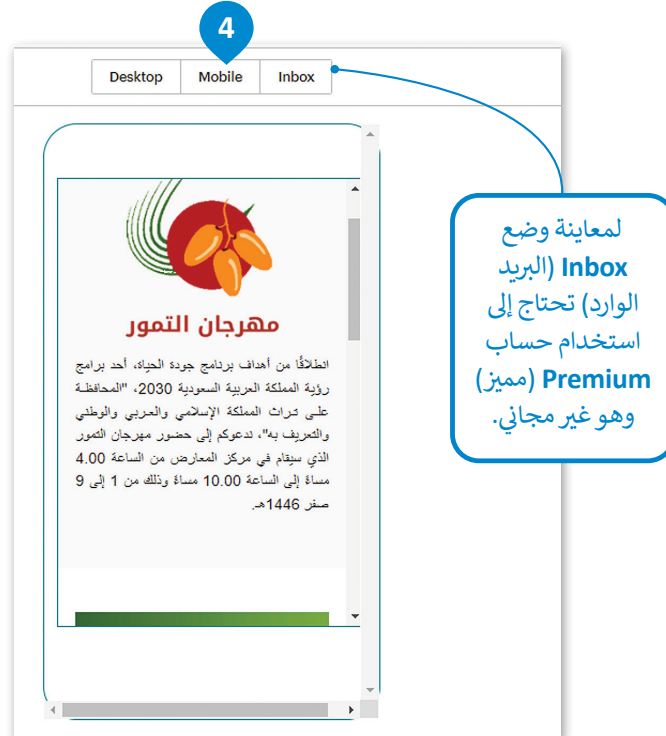 4
Desktop Mobile Inbox
مهرجان التمور
انطلاقًا من أهداف برنامج جودة الحياة، أحد برامج
رؤية المملكة العربية السعودية 2030، "المحافظة
على تراث المملكة الإسلامي والعربي والوطني
والتعريف به"، ندعوكم إلى حضور مهرجان التمور
الذي سيقام في مركز المعارض من الساعة 4.00
مساءً إلى الساعة 10.00 مساءً وذلك من 1 إلى 9
صفر 1446هـ.
لمعاينة وضع
Inbox (البريد
الوارد) تحتاج إلى
استخدام حساب
Premium (مميز)
وهو غير مجاني.